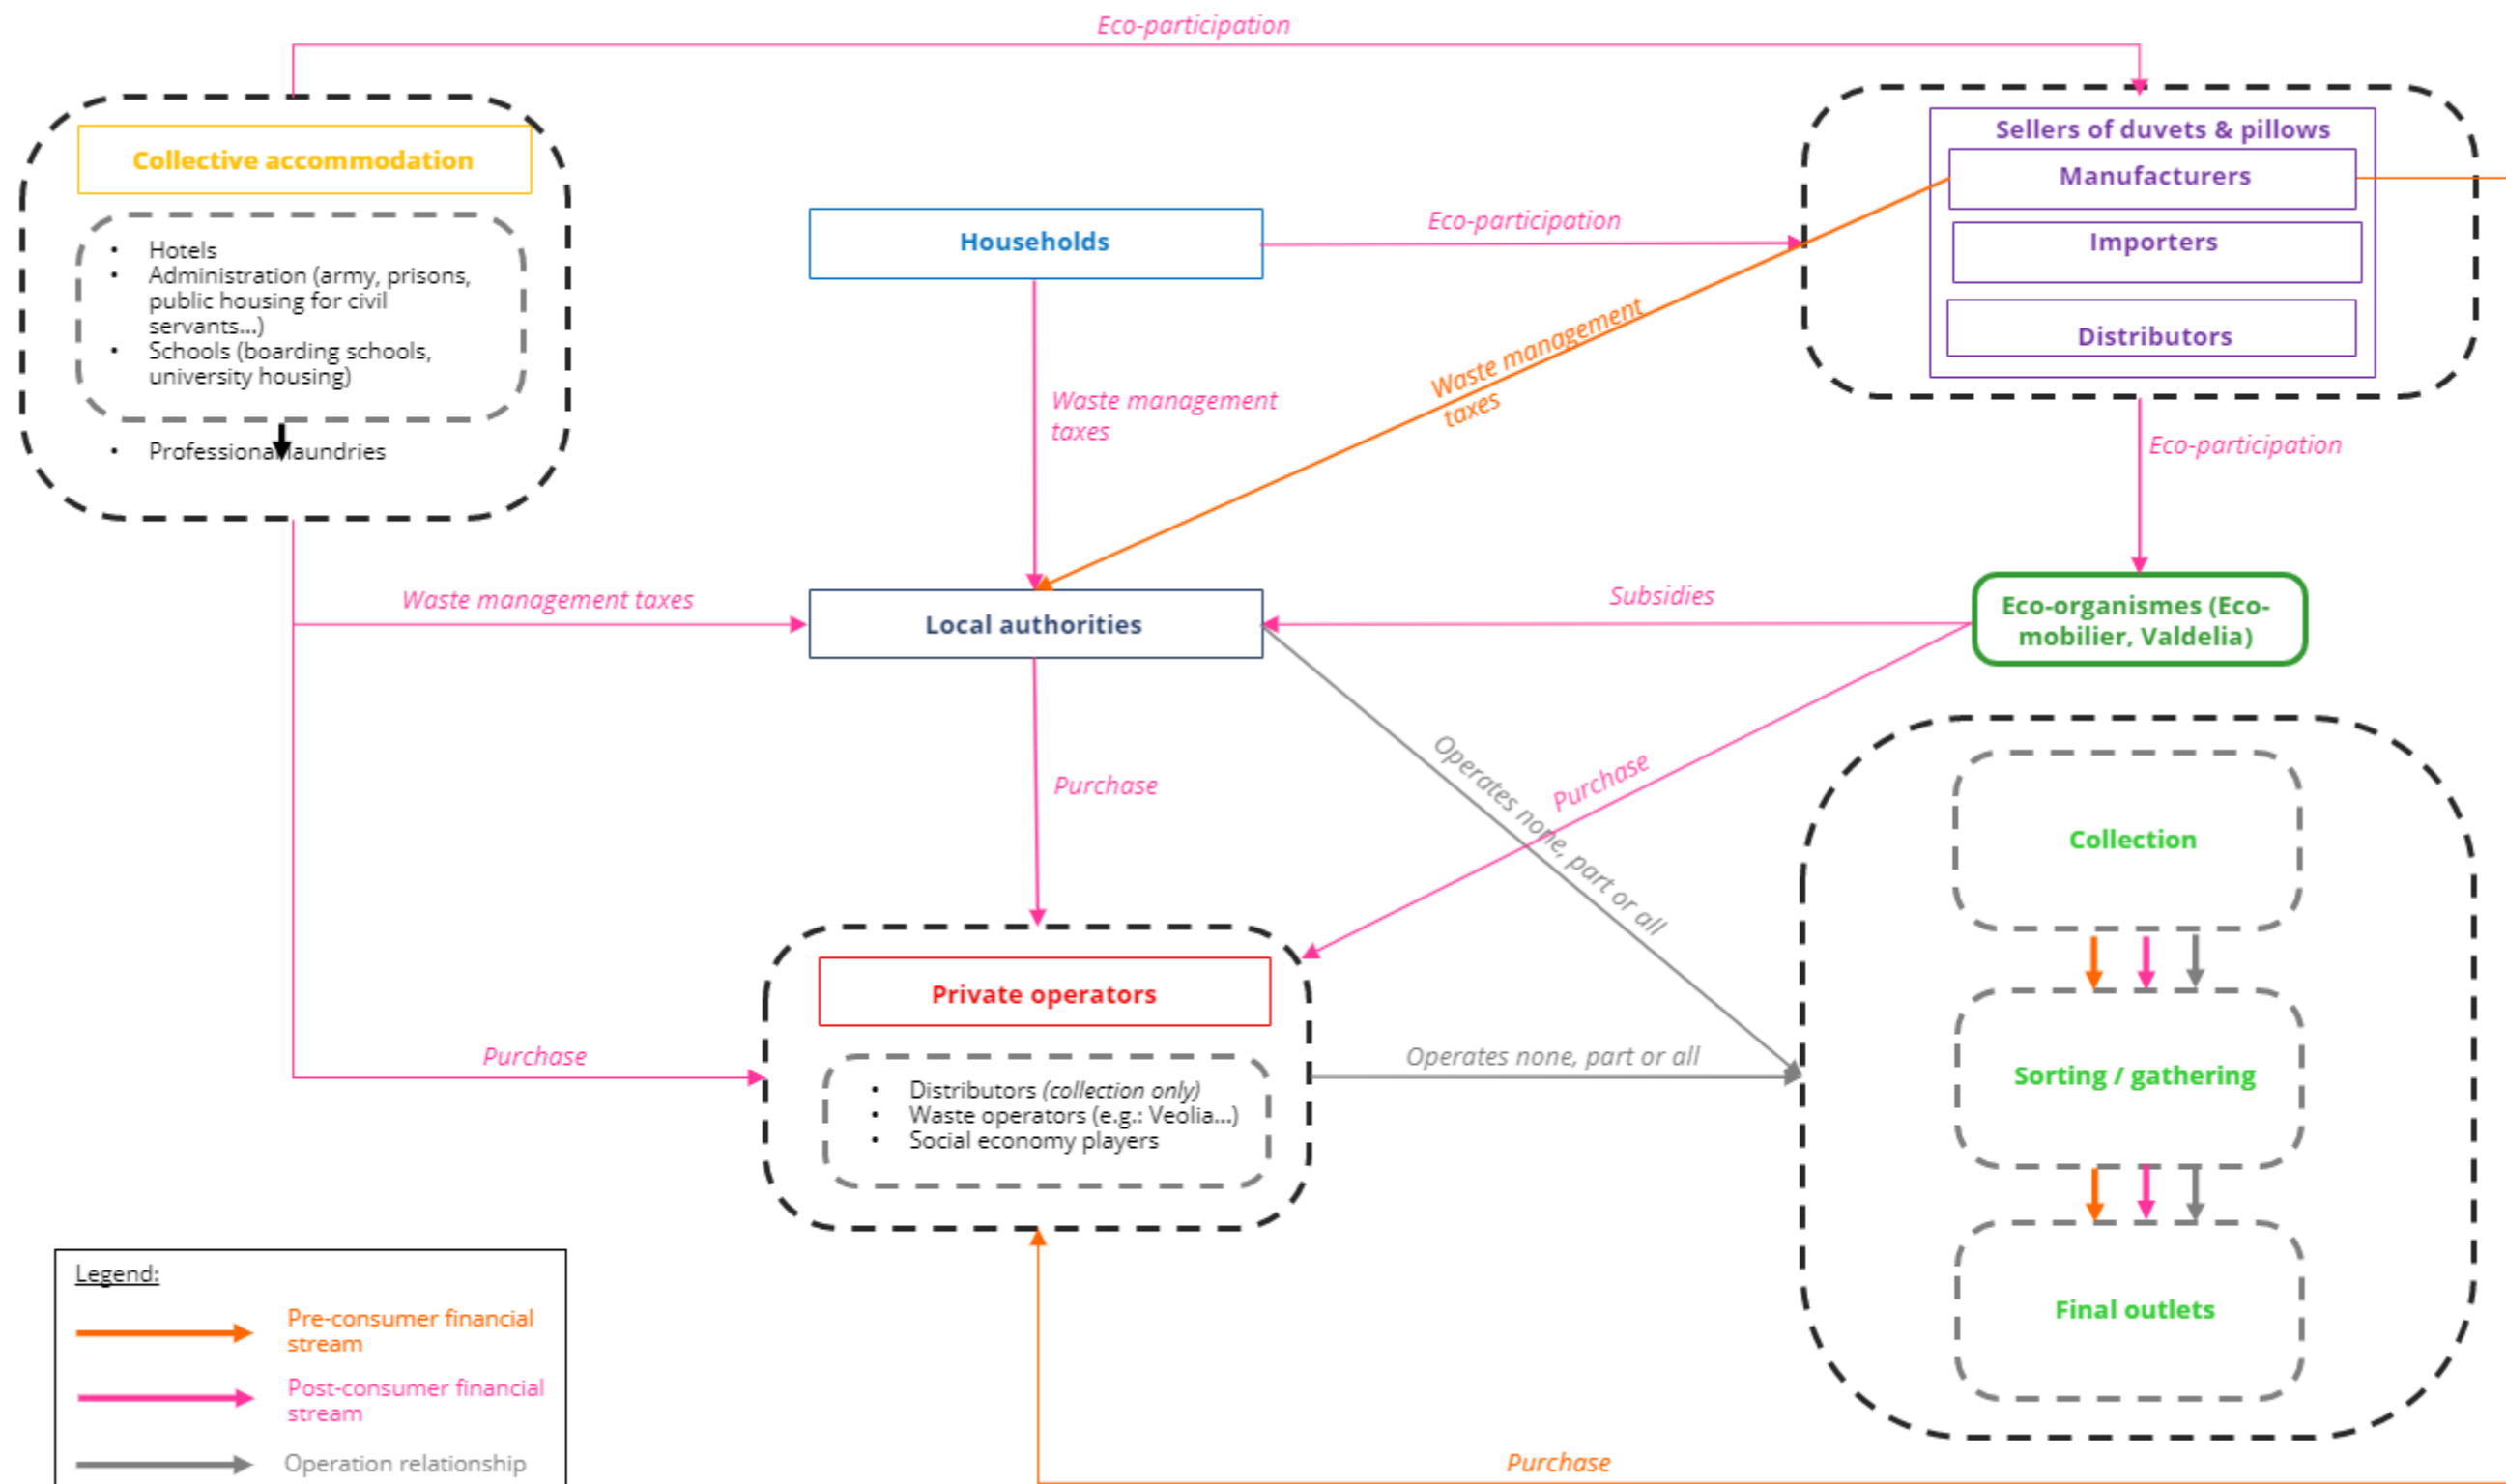 Eco-participation
Collective accommodation
• Hotels
• Administration (army, prisons,
public housing for civil
servants...)
• Schools (boarding schools,
university housing)
• Professional laundries
Households
Eco-participation
Sellers of duvets & pillows
Manufacturers
Importers
Distributors
Waste management
taxes
Waste management
taxes
Eco-participation
Waste management taxes
Local authorities
Subsidies
Eco-organismes (Eco-
mobilier, Valdelia)
Purchase
Operates none, part or all
Purchase
Collection
Sorting / gathering
Final outlets
Private operators
• Distributors (collection only)
• Waste operators (e.g.: Veolia...)
• Social economy players
Purchase
Operates none, part or all
Legend:
Pre-consumer financial
stream
Post-consumer financial
stream
Operation relationship
Purchase